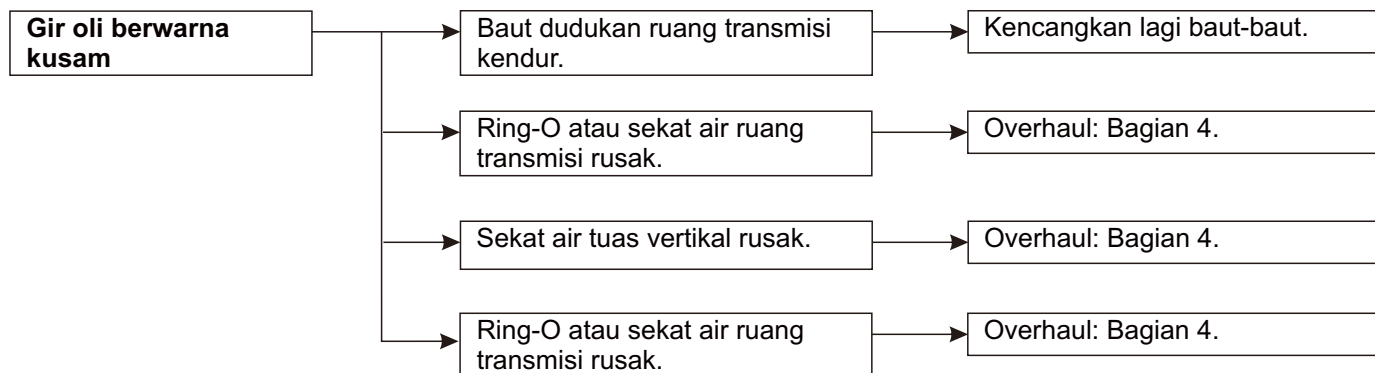 Gir oli berwarna
kusam
Baut dudukan ruang transmisi
kendur.
Kencangkan lagi baut-baut.
Ring-O atau sekat air ruang
transmisi rusak.
Overhaul: Bagian 4.
Sekat air tuas vertikal rusak.
Overhaul: Bagian 4.
Ring-O atau sekat air ruang
transmisi rusak.
Overhaul: Bagian 4.